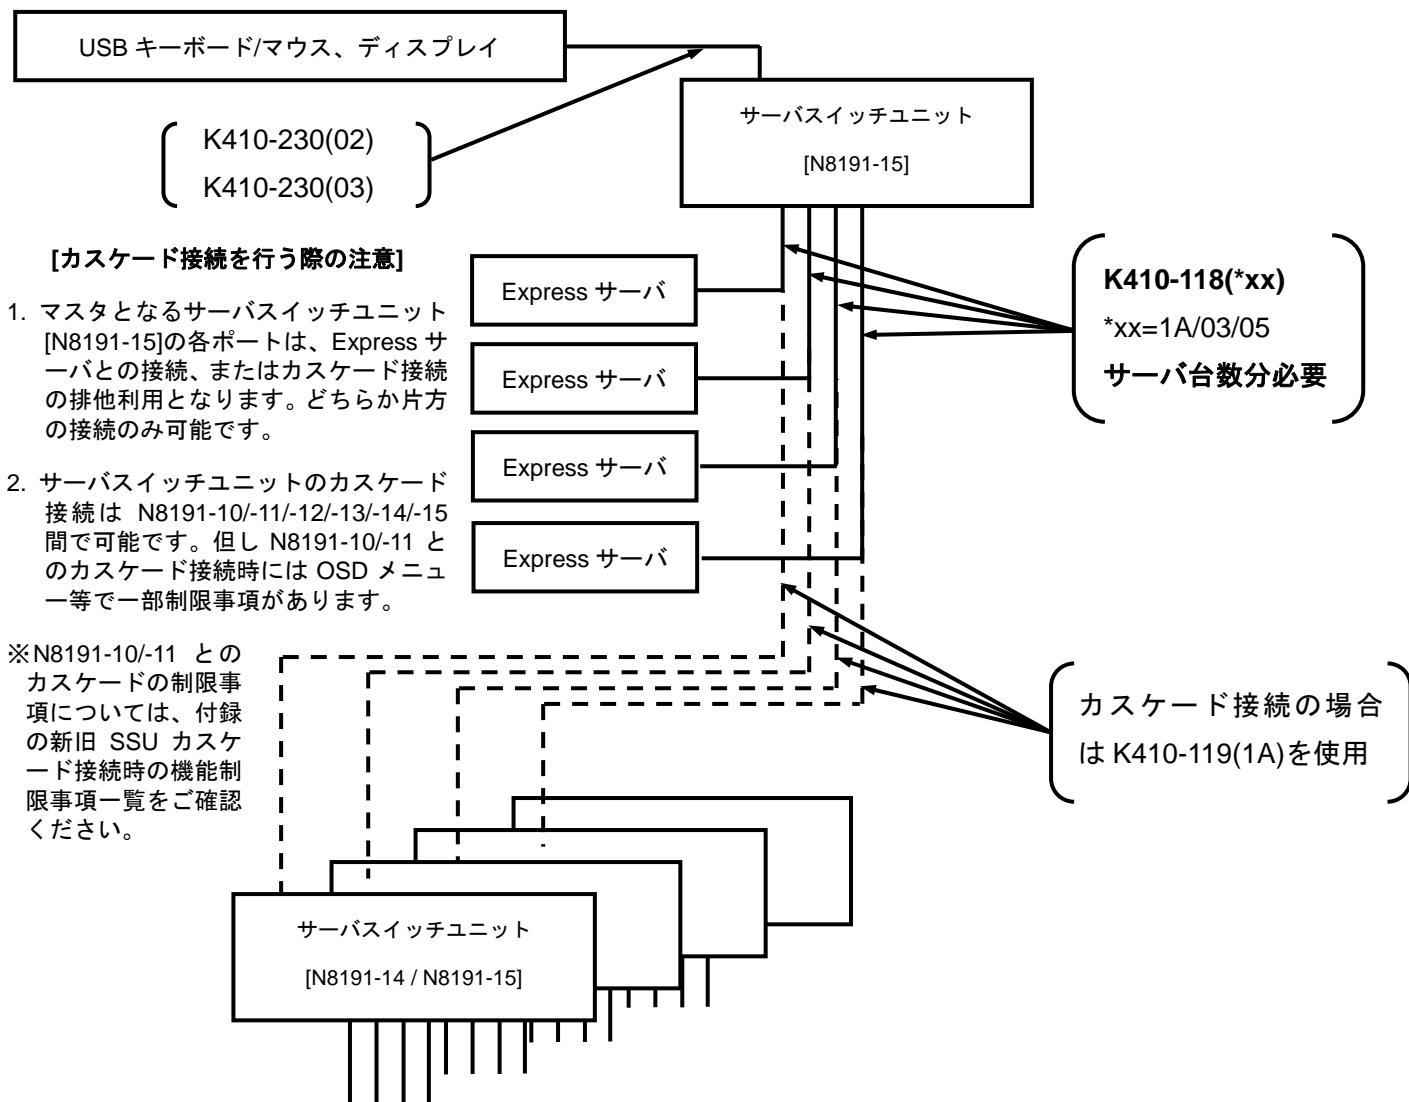 USB キーボード/マウス、ディスプレイ
サーバスイッチユニット
[N8191-15]
K410-230(02)
K410-230(03)
[カスケード接続を行う際の注意]
1. マスタとなるサーバスイッチユニット
[N8191-15]の各ポートは、Express サ
ーバとの接続、またはカスケード接続
の排他利用となります。どちらか片方
の接続のみ可能です。
2. サーバスイッチユニットのカスケード
接続は N8191-10/-11/-12/-13/-14/-15
間で可能です。但し N8191-10/-11 と
のカスケード接続時には OSD メニュ
ー等で一部制限事項があります。
※N8191-10/-11 との
カスケードの制限事
項については、付録
の新旧 SSU カスケ
ード接続時の機能制
限事項一覧をご確認
ください。
Express サーバ
Express サーバ
Express サーバ
Express サーバ
K410-118(*xx)
*xx=1A/03/05
サーバ台数分必要
カスケード接続の場合
は K410-119(1A)を使用
サーバスイッチユニット
[N8191-14 / N8191-15]